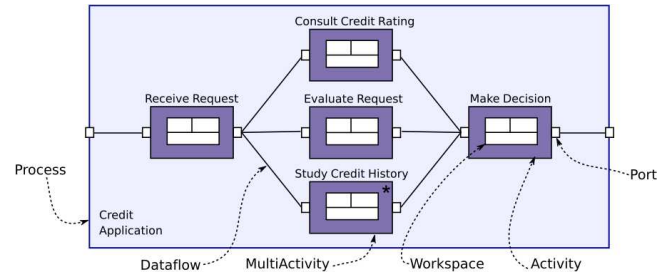 Consult Credit Rating
Receive Request
Evaluate Request
Make Decision
Study Credit History
*
Process
Port
Credit
Application
Dataflow
MultiActivity
Workspace
Activity